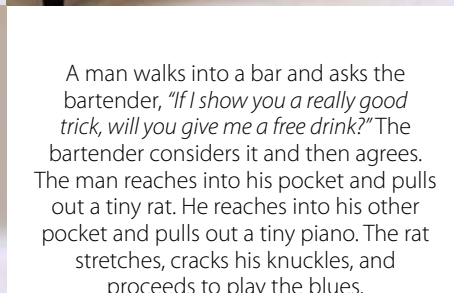 A man walks into a bar and asks the
bartender, “If I show you a really good
trick, will you give me a free drink?” The
bartender considers it and then agrees.
The man reaches into his pocket and pulls
out a tiny rat. He reaches into his other
pocket and pulls out a tiny piano. The rat
stretches, cracks his knuckles, and
proceeds to play the blues.